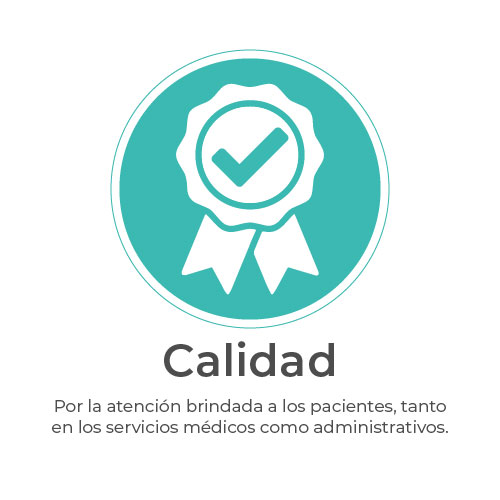 Calidad
Por la atención brindada a los pacientes, tanto
en los servicios médicos como administrativos.